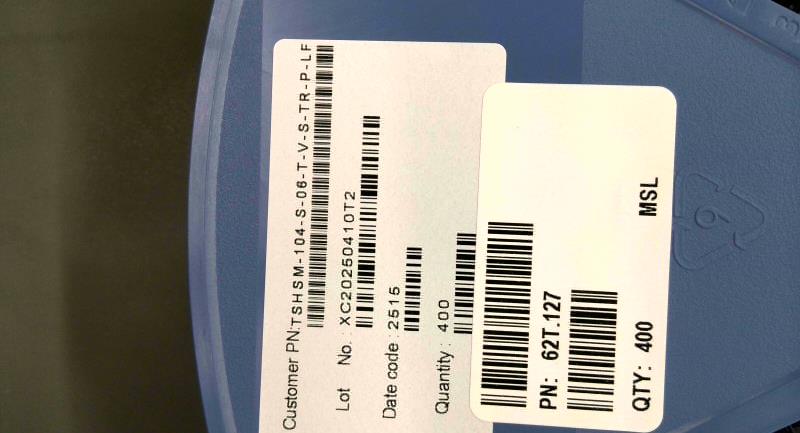 Customer PN:TSHSM-104-S-06-T-V-S-TR-P-LF
Lot No. : XC20250410T2
Date code : 2515
Quantity : 400
PN: 62T.127
QTY: 400 MSL
6